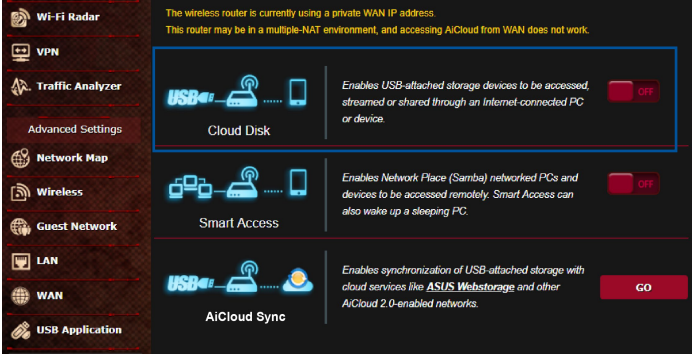 Wi-Fi Radar
VPN
Traffic Analyzer
Advanced Settings
Network Map
Wireless
Guest Network
LAN
WAN
USB Application
The wireless router is currently using a private WAN IP address.
This router may be in a multiple-NAT environment, and accessing AiCloud from WAN does not work.
USB
Cloud Disk
Enables USB-attached storage devices to be accessed,
streamed or shared through an Internet-connected PC
or device.
OFF
Smart Access
Enables Network Place (Samba) networked PCs and
devices to be accessed remotely. Smart Access can
also wake up a sleeping PC.
OFF
USB
AiCloud Sync
Enables synchronization of USB-attached storage with
cloud services like ASUS Webstorage and other
AiCloud 2.0-enabled networks.
GO